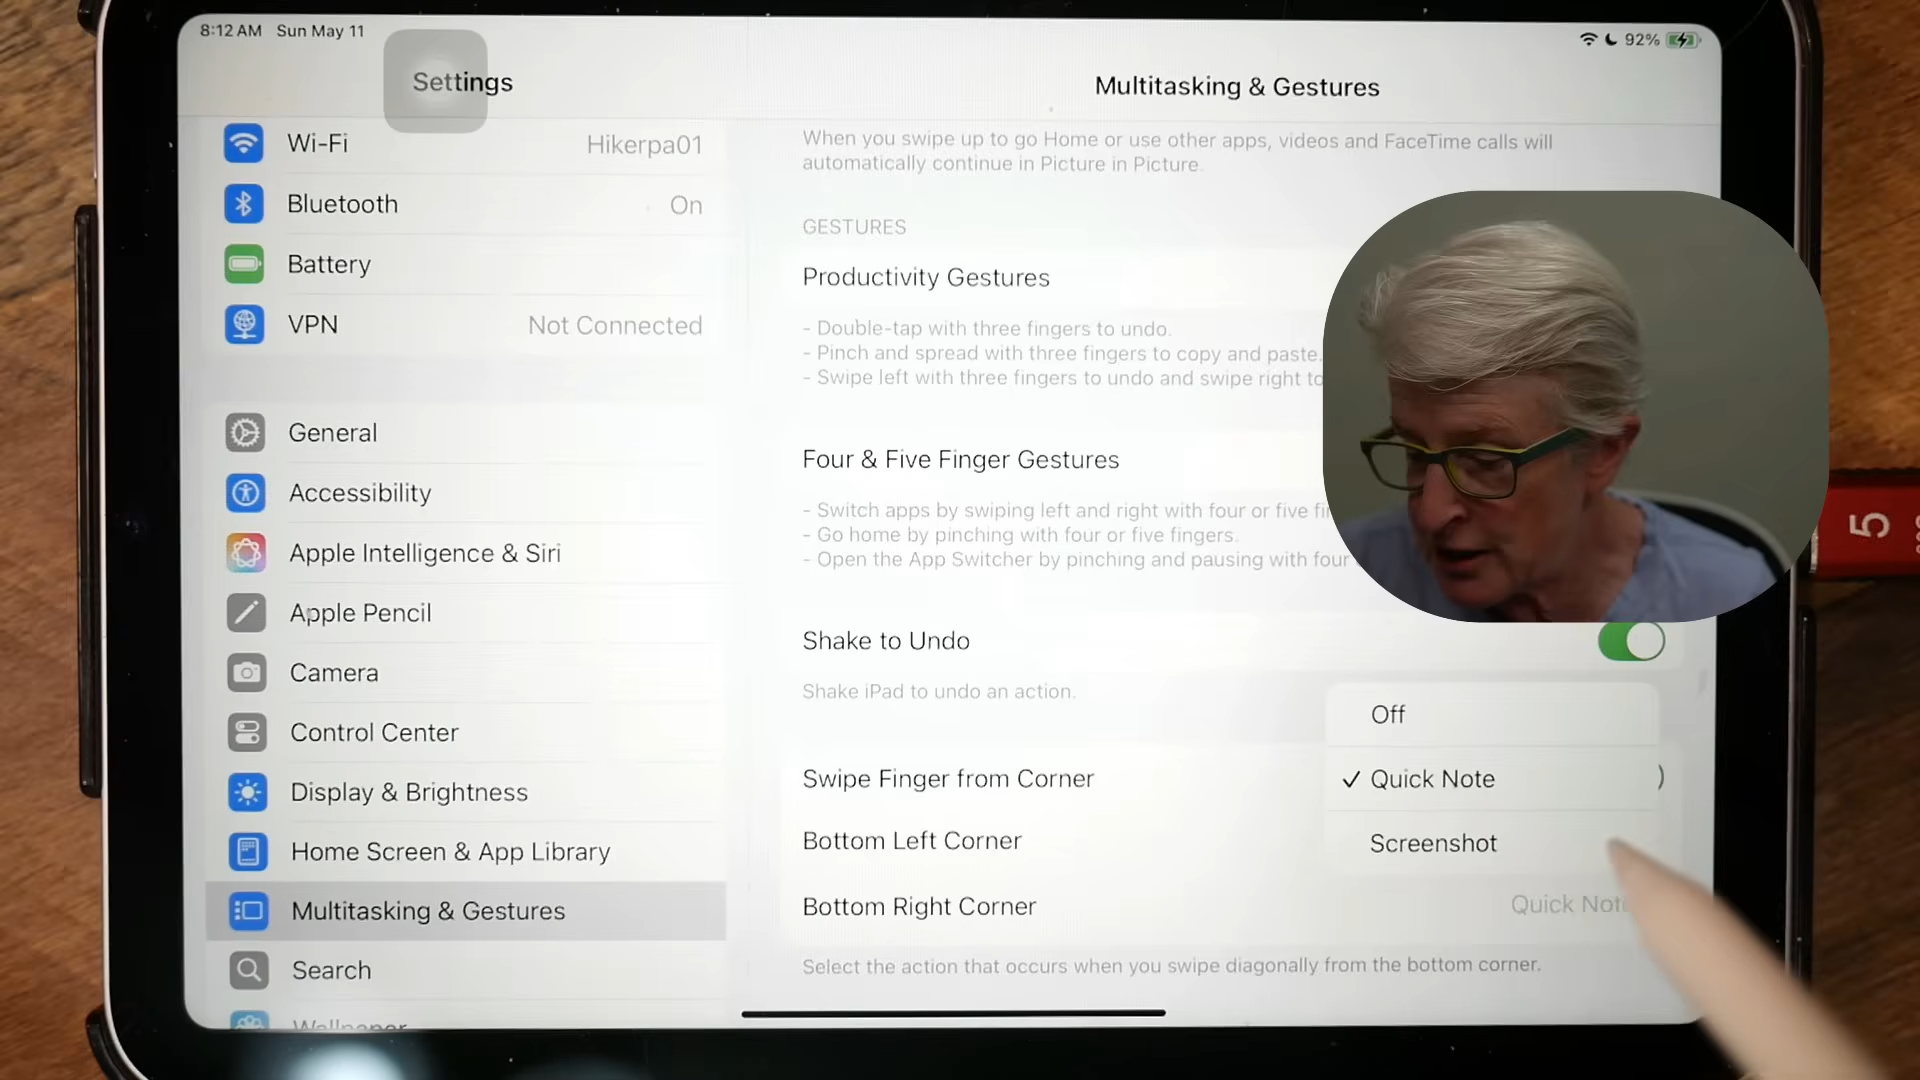 8:12 AM Sun May 11
92%
Settings
Wi-Fi Hikerpa01
Bluetooth On
Battery
VPN Not Connected
General
Accessibility
Apple Intelligence & Siri
Apple Pencil
Camera
Control Center
Display & Brightness
Home Screen & App Library
Multitasking & Gestures
Search
Wallpaper
Multitasking & Gestures
When you swipe up to go Home or use other apps, videos and FaceTime calls will
automatically continue in Picture in Picture.
GESTURES
Productivity Gestures
- Double-tap with three fingers to undo.
- Pinch and spread with three fingers to copy and paste.
- Swipe left with three fingers to undo and swipe right to
Four & Five Finger Gestures
- Switch apps by swiping left and right with four or five
- Go home by pinching with four or five fingers.
- Open the App Switcher by pinching and pausing with four
Shake to Undo
Shake iPad to undo an action.
Off
Swipe Finger from Corner ✓ Quick Note
Bottom Left Corner Screenshot
Bottom Right Corner Quick Note
Select the action that occurs when you swipe diagonally from the bottom corner.
5